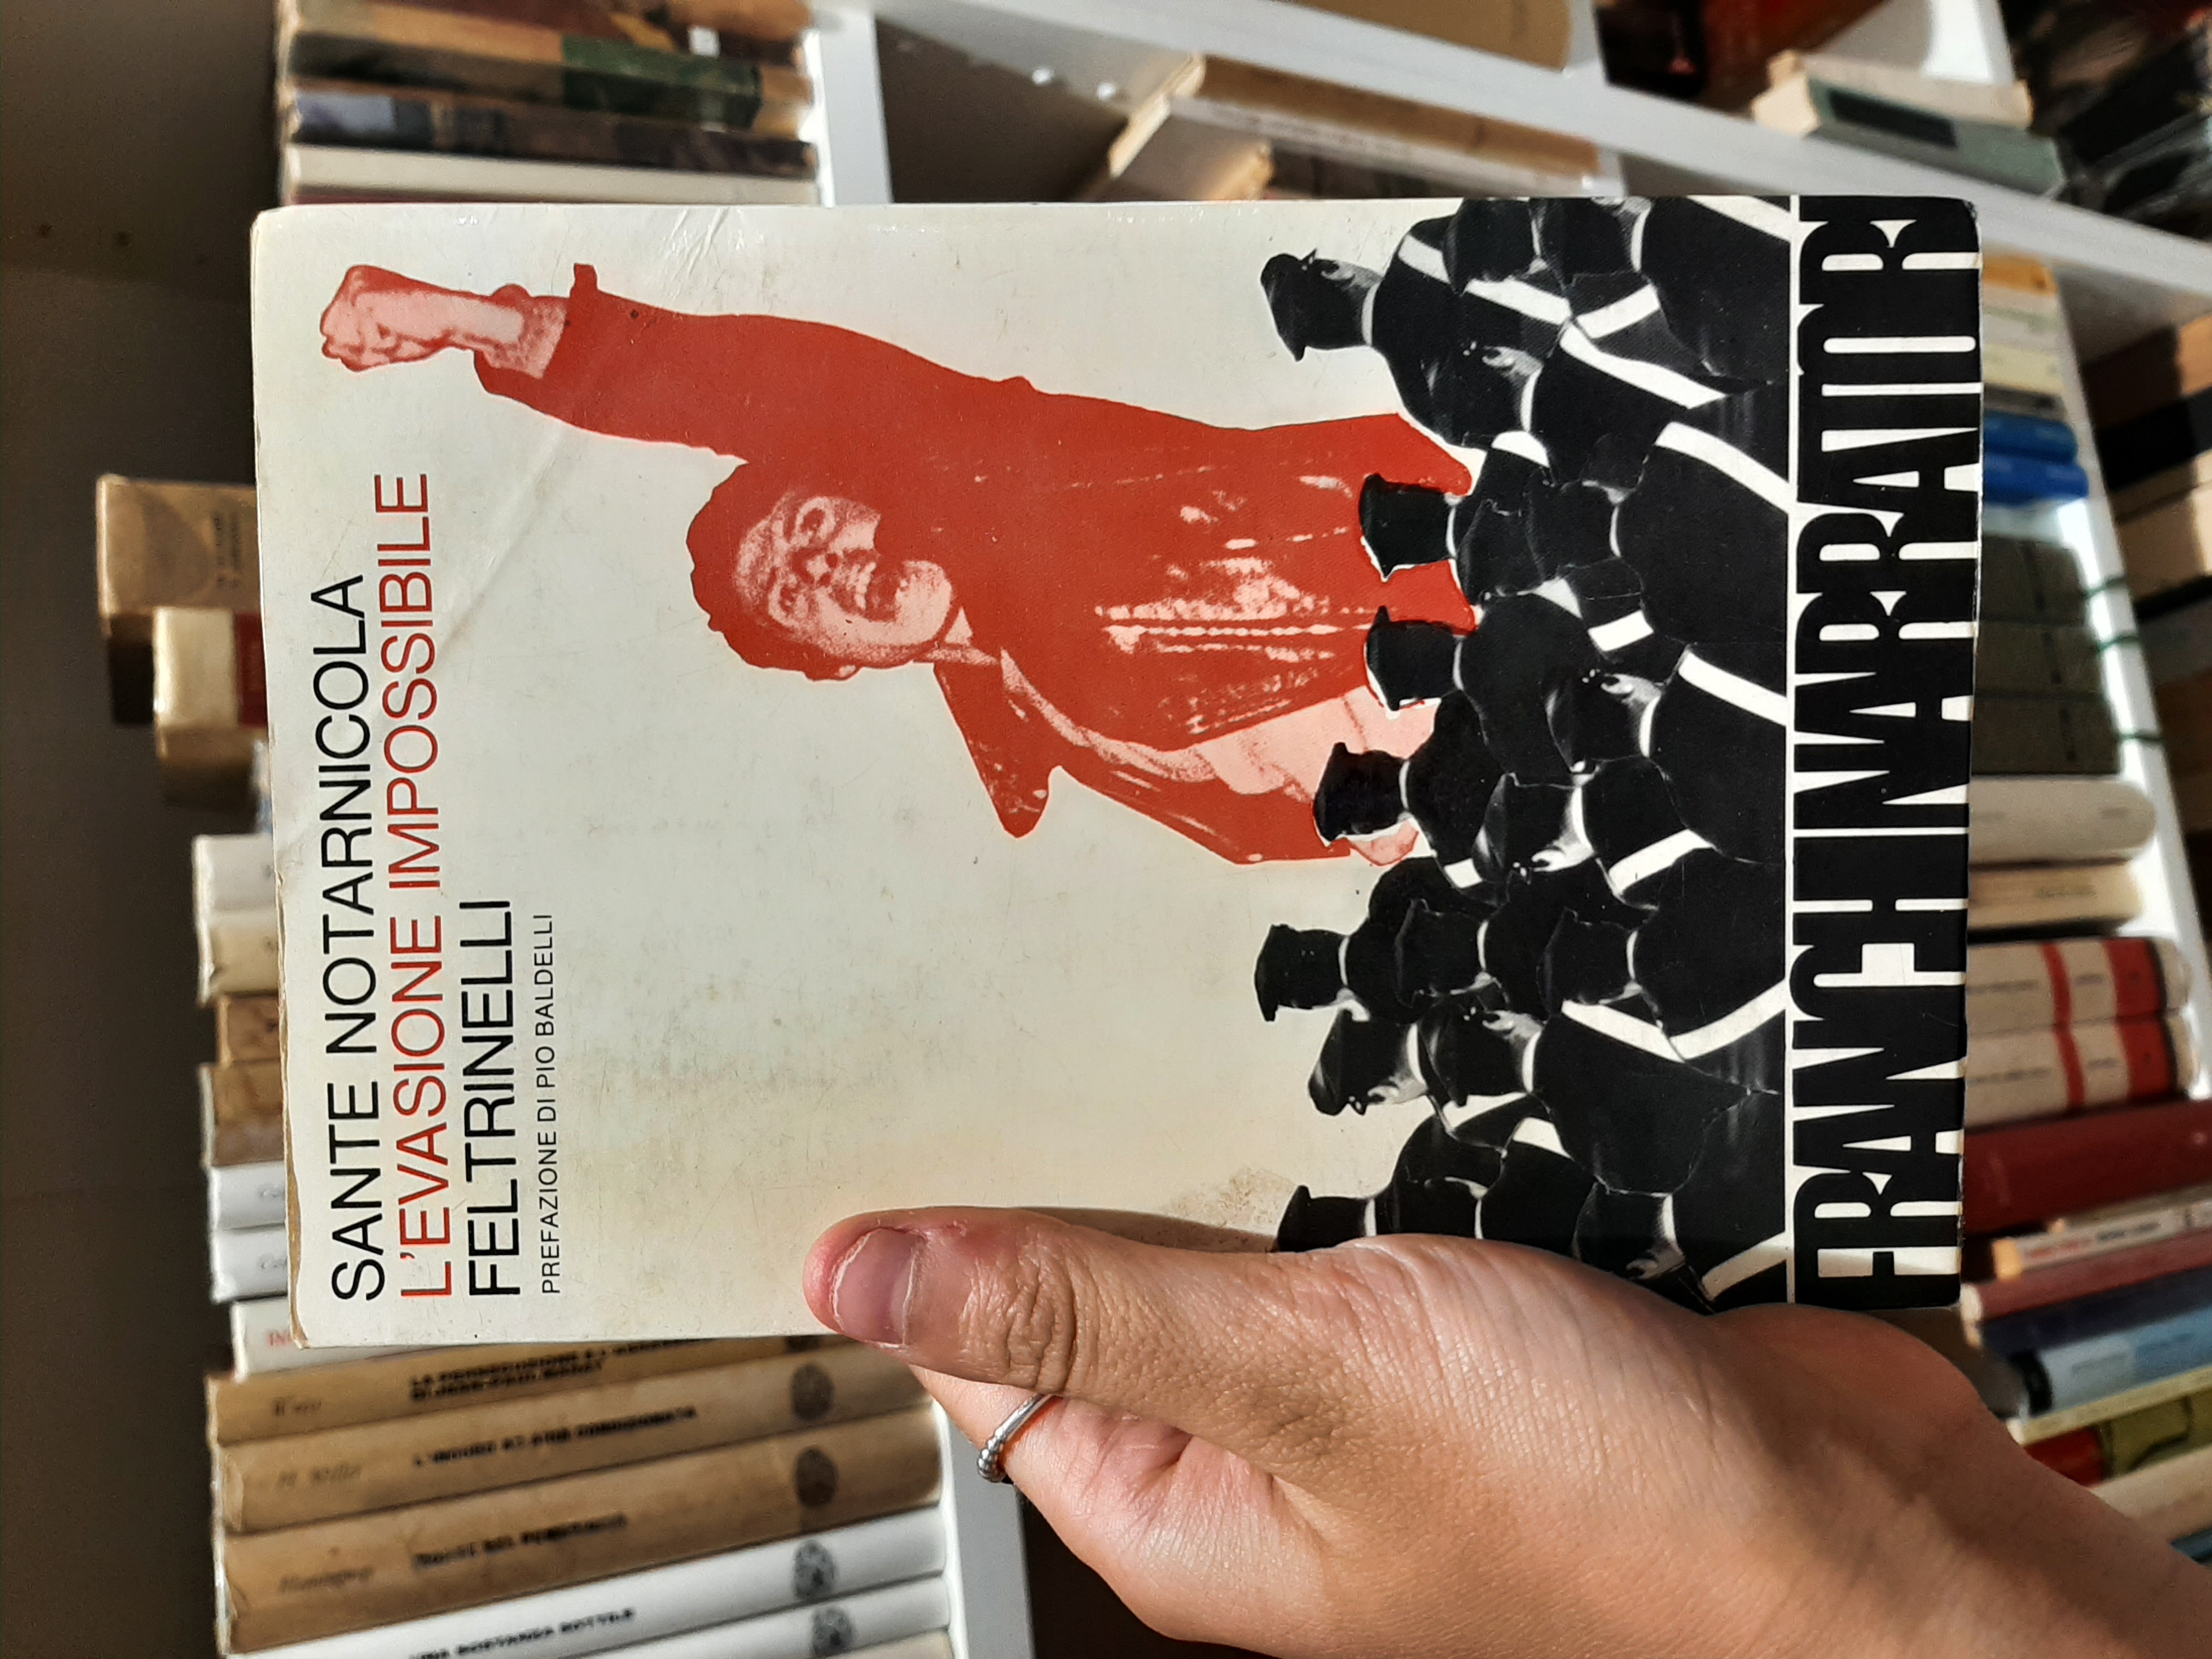 SANTE NOTARNICOLA
L'EVASIONE IMPOSSIBILE
FELTRINELLI
PREFAZIONE DI PIO BALDELLI
FRANCHI NARRATORI